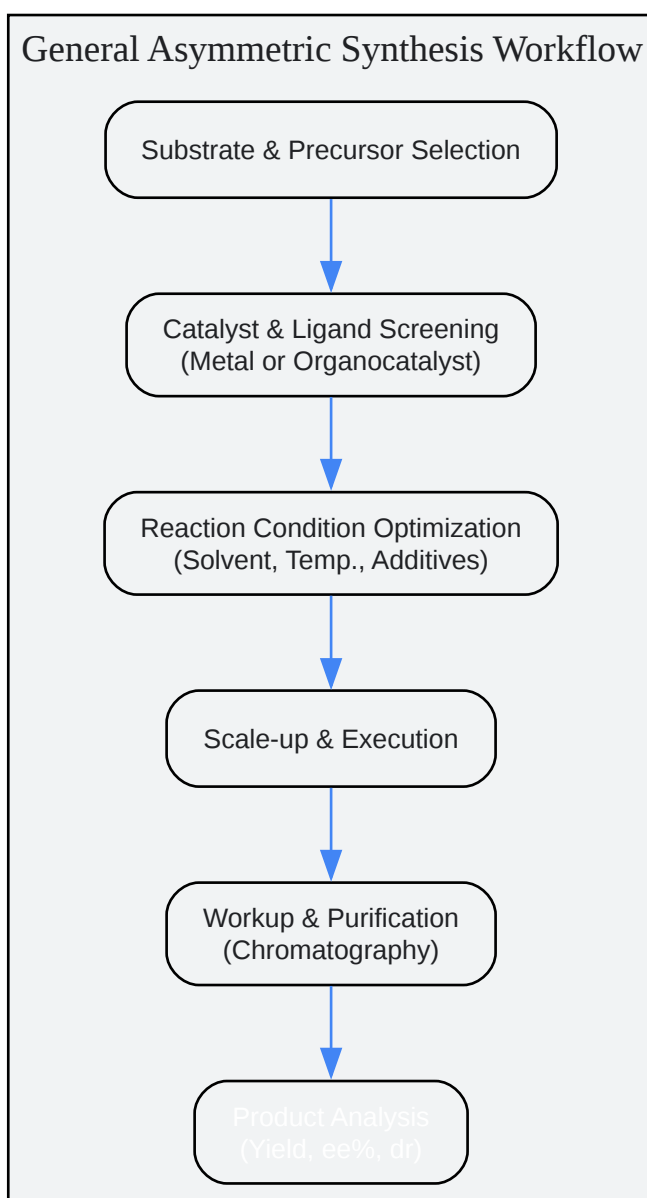 General Asymmetric Synthesis Workflow
Substrate & Precursor Selection
Catalyst & Ligand Screening
(Metal or Organocatalyst)
Reaction Condition Optimization
(Solvent, Temp., Additives)
Scale-up & Execution
Workup & Purification
(Chromatography)
Product Analysis
(Yield, ee%, dr)